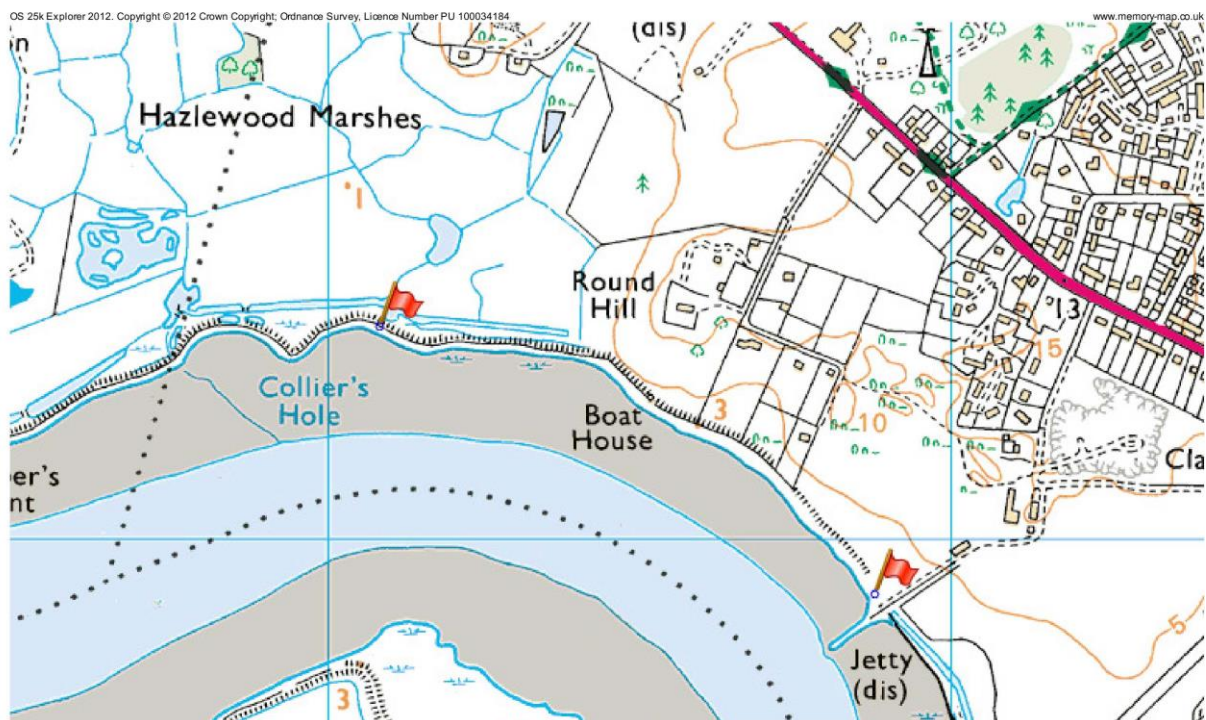 OS 25k Explorer 2012. Copyright © 2012 Crown Copyright; Ordnance Survey, Licence Number PU 100034184
www.memory-map.co.uk
n
(dis)
Hazlewood Marshes
1
Round
Hill
13
15
Collier's
Hole
Boat
House
3
10
Cla
er's
nt
Jetty
(dis)
5
3